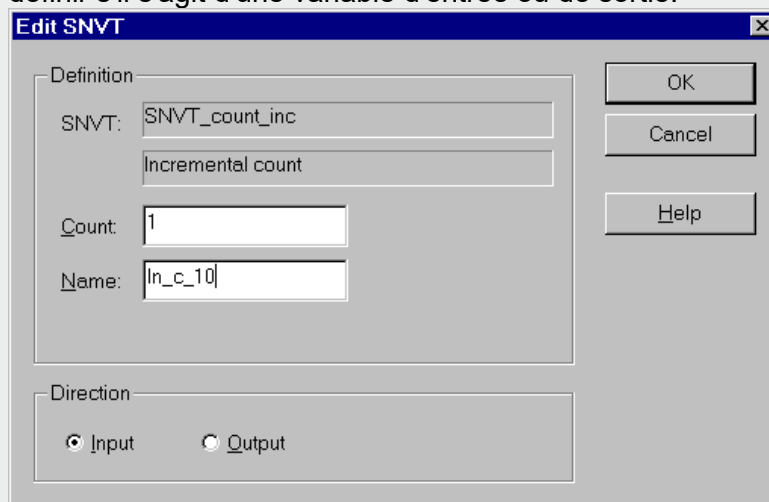 définir s'il s'agit d'une variable d'entrée ou de sortie.
Edit SNVT
Definition
SNVT: SNVT_count_inc
Incremental count
Count: 1
Name: In_c_10
OK
Cancel
Help
Direction
Input Output